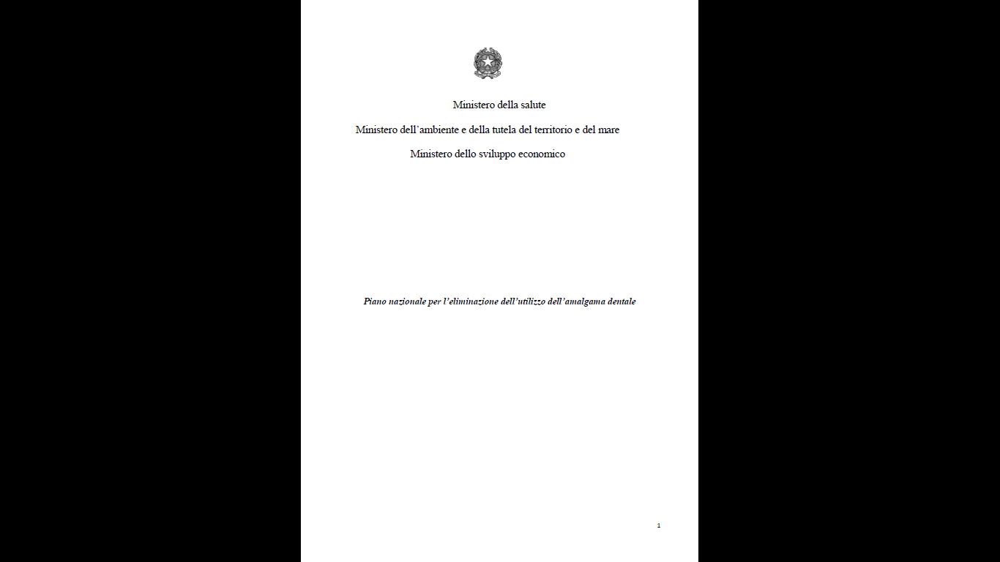 Ministero della salute
Ministero dell’ambiente e della tutela del territorio e del mare
Ministero dello sviluppo economico
Piano nazionale per l’eliminazione dell’utilizzo dell’amalgama dentale
1